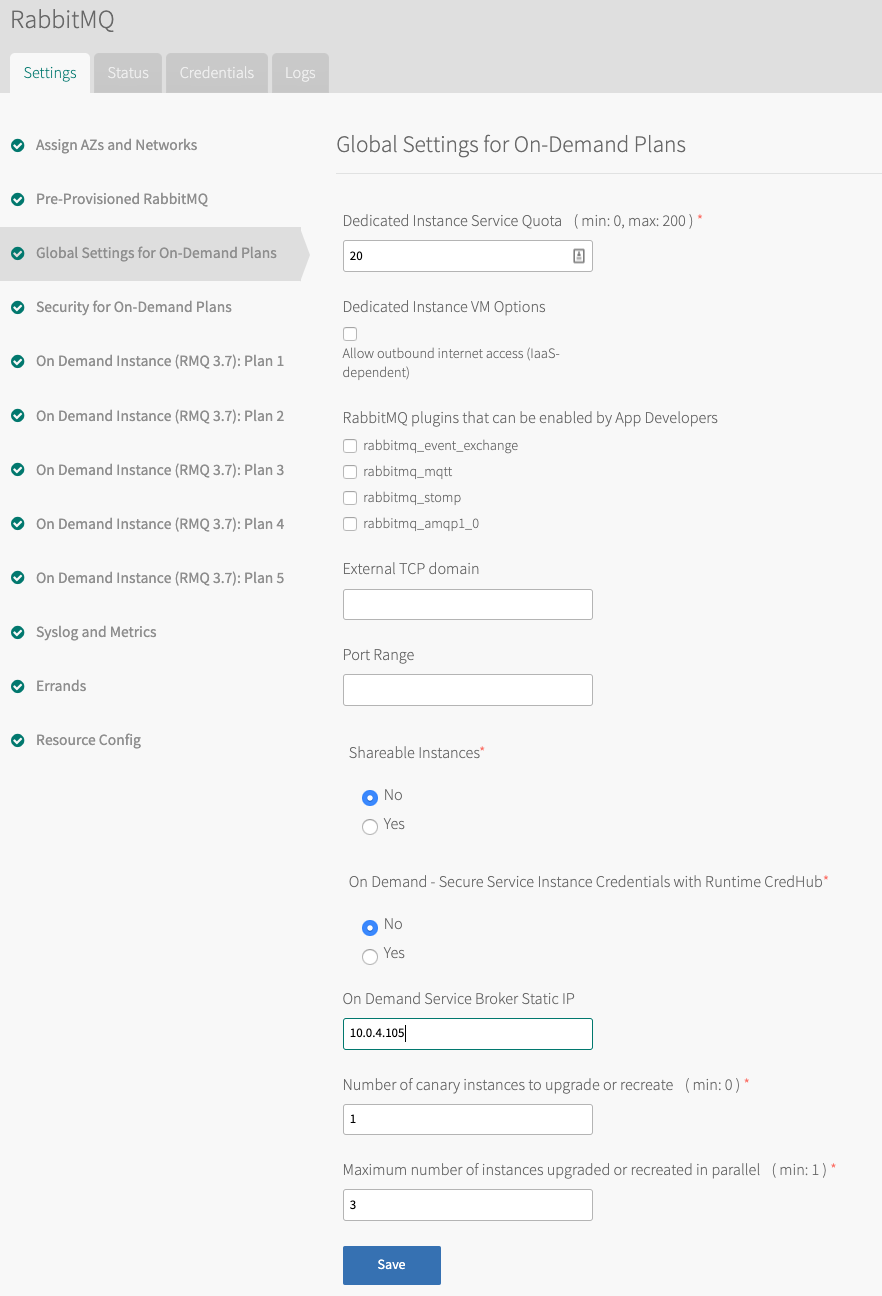 RabbitMQ
Settings
Status
Credentials
Logs
Assign AZs and Networks
Pre-Provisioned RabbitMQ
Global Settings for On-Demand Plans
Security for On-Demand Plans
On Demand Instance (RMQ 3.7): Plan 1
On Demand Instance (RMQ 3.7): Plan 2
On Demand Instance (RMQ 3.7): Plan 3
On Demand Instance (RMQ 3.7): Plan 4
On Demand Instance (RMQ 3.7): Plan 5
Syslog and Metrics
Errands
Resource Config
Global Settings for On-Demand Plans
Dedicated Instance Service Quota ( min: 0, max: 200 ) *
20
Dedicated Instance VM Options
Allow outbound internet access (IaaS-
dependent)
RabbitMQ plugins that can be enabled by App Developers
rabbitmq_event_exchange
rabbitmq_mqtt
rabbitmq_stomp
rabbitmq_amqp1_0
External TCP domain
Port Range
Shareable Instances*
No
Yes
On Demand - Secure Service Instance Credentials with Runtime CredHub*
No
Yes
On Demand Service Broker Static IP
10.0.4.105
Number of canary instances to upgrade or recreate ( min: 0 ) *
1
Maximum number of instances upgraded or recreated in parallel ( min: 1 ) *
3
Save